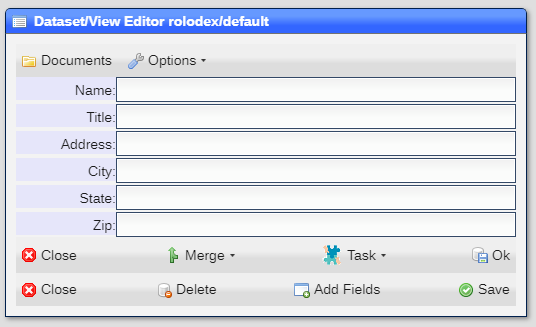 Dataset/View Editor rolodex/default
Documents Options
Name:
Title:
Address:
City:
State:
Zip:
Close Merge Task Ok
Close Delete Add Fields Save